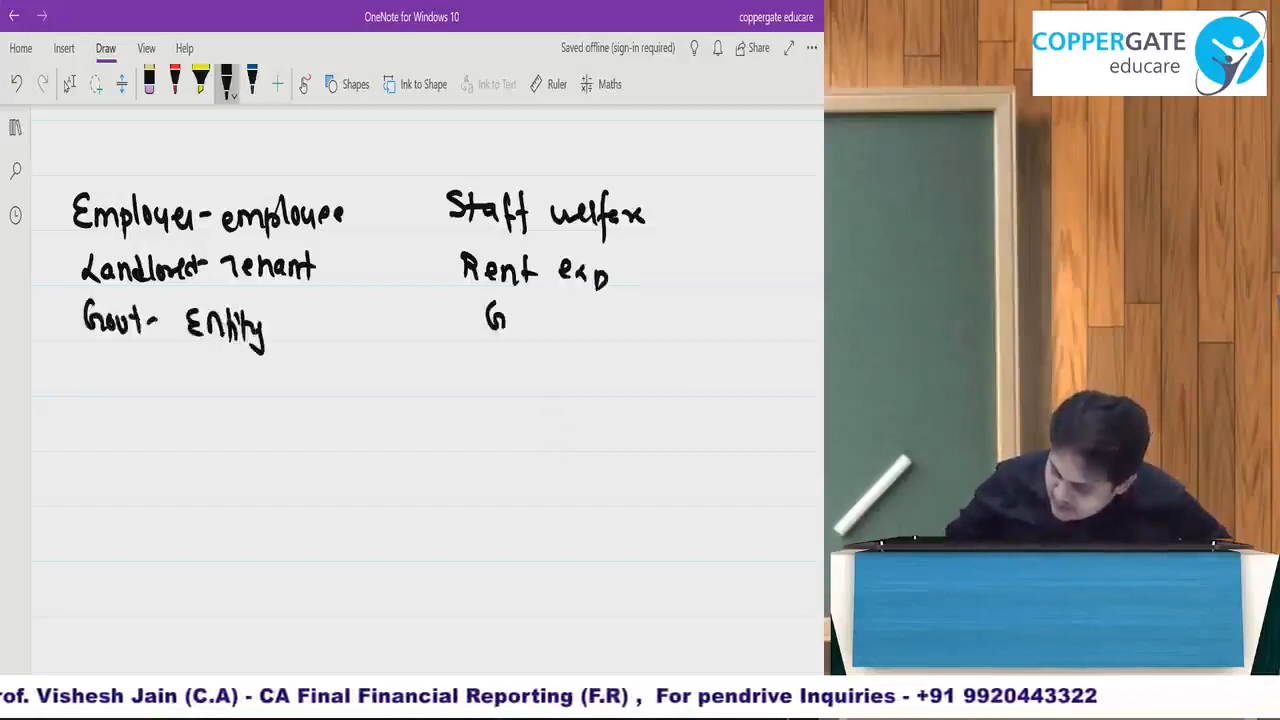 OneNote for Windows 10
coppergate educare
Home Insert Draw View Help
Saved offline (sign-in required)
Share
Shapes Ink to Shape Ink to Text Ruler Maths
COPPERGATE
educare
Employer- employee Staff welfare
Landlord- Tenant Rent exp
Govt- Entity G
rof. Vishesh Jain (C.A) - CA Final Financial Reporting (F.R) , For pendrive Inquiries - +91 9920443322